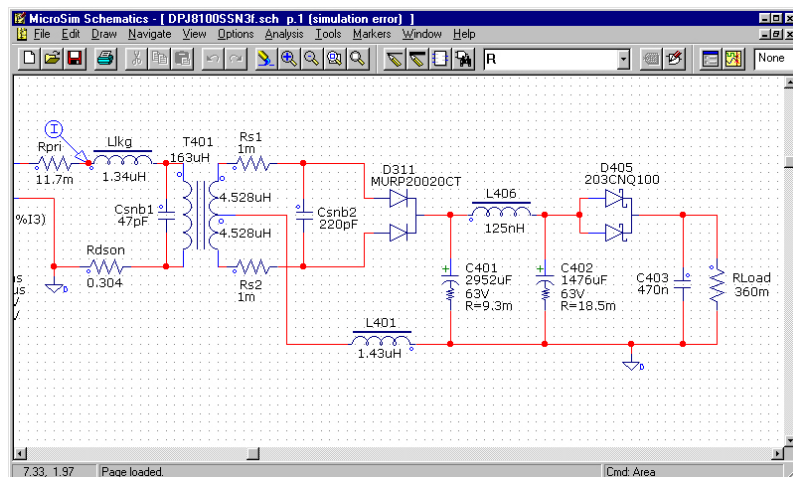 MicroSim Schematics - [ DPJ8100SSN3f.sch p.1 (simulation error) ]
File Edit Draw Navigate View Options Analysis Tools Markers Window Help
R
None
I
Rpri
11.7m
Llkg
1.34uH
T401
163uH
Rs1
1m
Csnb1
47pF
4.528uH
4.528uH
Csnb2
220pF
D311
MURP20020CT
L406
125nH
D405
203CNQ100
%I3)
Rdson
0.304
Rs2
1m
C401
2952uF
63V
R=9.3m
C402
1476uF
63V
R=18.5m
C403
470n
RLoad
360m
L401
1.43uH
7.33, 1.97 Page loaded. Cmd: Area